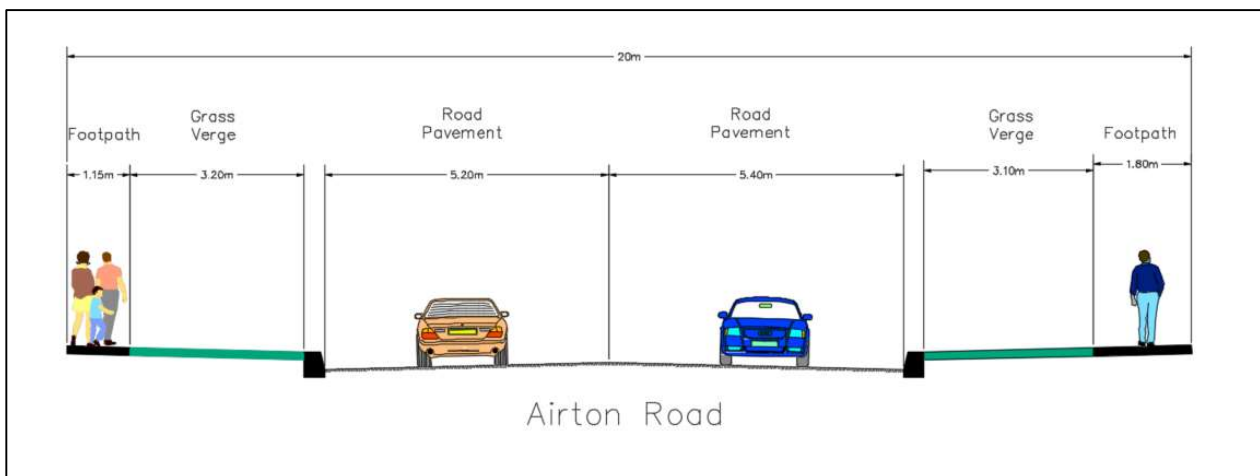 20m
Footpath
Grass
Verge
Road
Pavement
Road
Pavement
Grass
Verge
Footpath
1.15m
3.20m
5.20m
5.40m
3.10m
1.80m
Airton Road